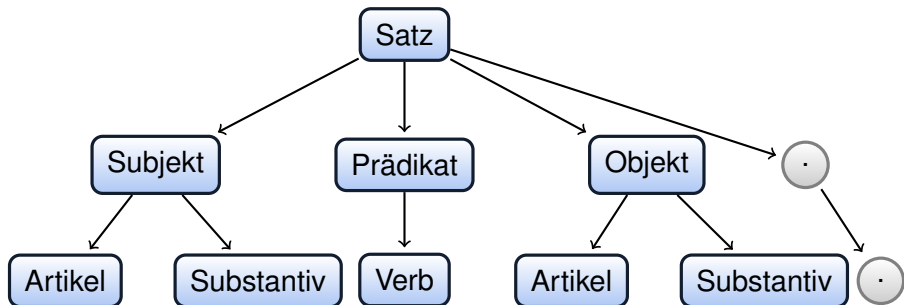 Satz
Subjekt Prädikat Objekt .
Artikel Substantiv Verb Artikel Substantiv .